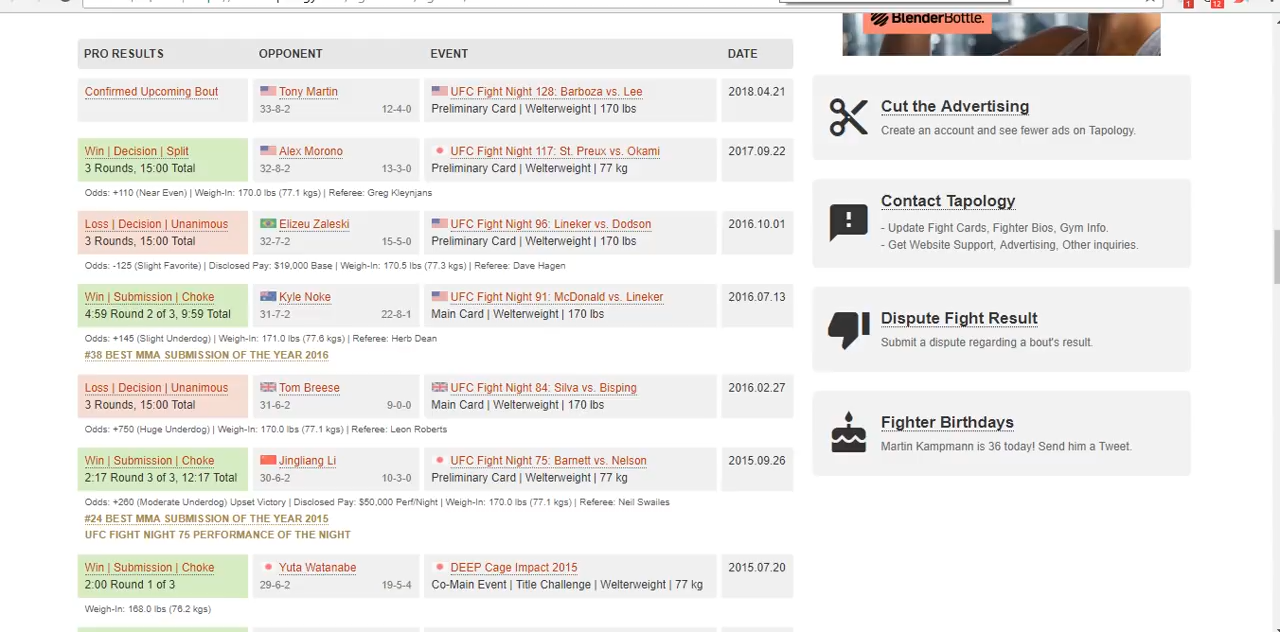 BlenderBottle.
PRO RESULTS OPPONENT EVENT DATE
Confirmed Upcoming Bout Tony Martin UFC Fight Night 128: Barboza vs. Lee 2018.04.21
33-8-2 12-4-0 Preliminary Card | Welterweight | 170 lbs
Win | Decision | Split Alex Morono UFC Fight Night 117: St. Preux vs. Okami 2017.09.22
3 Rounds, 15:00 Total 32-8-2 13-3-0 Preliminary Card | Welterweight | 77 kg
Odds: +110 (Near Even) | Weigh-In: 170.0 lbs (77.1 kgs) | Referee: Greg Kleynjans
Loss | Decision | Unanimous Elizeu Zaleski UFC Fight Night 96: Lineker vs. Dodson 2016.10.01
3 Rounds, 15:00 Total 32-7-2 15-5-0 Preliminary Card | Welterweight | 170 lbs
Odds: -125 (Slight Favorite) | Disclosed Pay: $19,000 Base | Weigh-In: 170.5 lbs (77.3 kgs) | Referee: Dave Hagen
Win | Submission | Choke Kyle Noke UFC Fight Night 91: McDonald vs. Lineker 2016.07.13
4:59 Round 2 of 3, 9:59 Total 31-7-2 22-8-1 Main Card | Welterweight | 170 lbs
Odds: +145 (Slight Underdog) | Weigh-In: 171.0 lbs (77.6 kgs) | Referee: Herb Dean
#38 BEST MMA SUBMISSION OF THE YEAR 2016
Loss | Decision | Unanimous Tom Breese UFC Fight Night 84: Silva vs. Bisping 2016.02.27
3 Rounds, 15:00 Total 31-6-2 9-0-0 Main Card | Welterweight | 170 lbs
Odds: +750 (Huge Underdog) | Weigh-In: 170.0 lbs (77.1 kgs) | Referee: Leon Roberts
Win | Submission | Choke Jingliang Li UFC Fight Night 75: Barnett vs. Nelson 2015.09.26
2:17 Round 3 of 3, 12:17 Total 30-6-2 10-3-0 Preliminary Card | Welterweight | 77 kg
Odds: +260 (Moderate Underdog) Upset Victory | Disclosed Pay: $50,000 Perf/Night | Weigh-In: 170.0 lbs (77.1 kgs) | Referee: Neil Swailes
#24 BEST MMA SUBMISSION OF THE YEAR 2015
UFC FIGHT NIGHT 75 PERFORMANCE OF THE NIGHT
Win | Submission | Choke Yuta Watanabe DEEP Cage Impact 2015 2015.07.20
2:00 Round 1 of 3 29-6-2 19-5-4 Co-Main Event | Title Challenge | Welterweight | 77 kg
Weigh-In: 168.0 lbs (76.2 kgs)
Cut the Advertising
Create an account and see fewer ads on Tapology.
Contact Tapology
- Update Fight Cards, Fighter Bios, Gym Info.
- Get Website Support, Advertising, Other inquiries.
Dispute Fight Result
Submit a dispute regarding a bout's result.
Fighter Birthdays
Martin Kampmann is 36 today! Send him a Tweet.
1
12